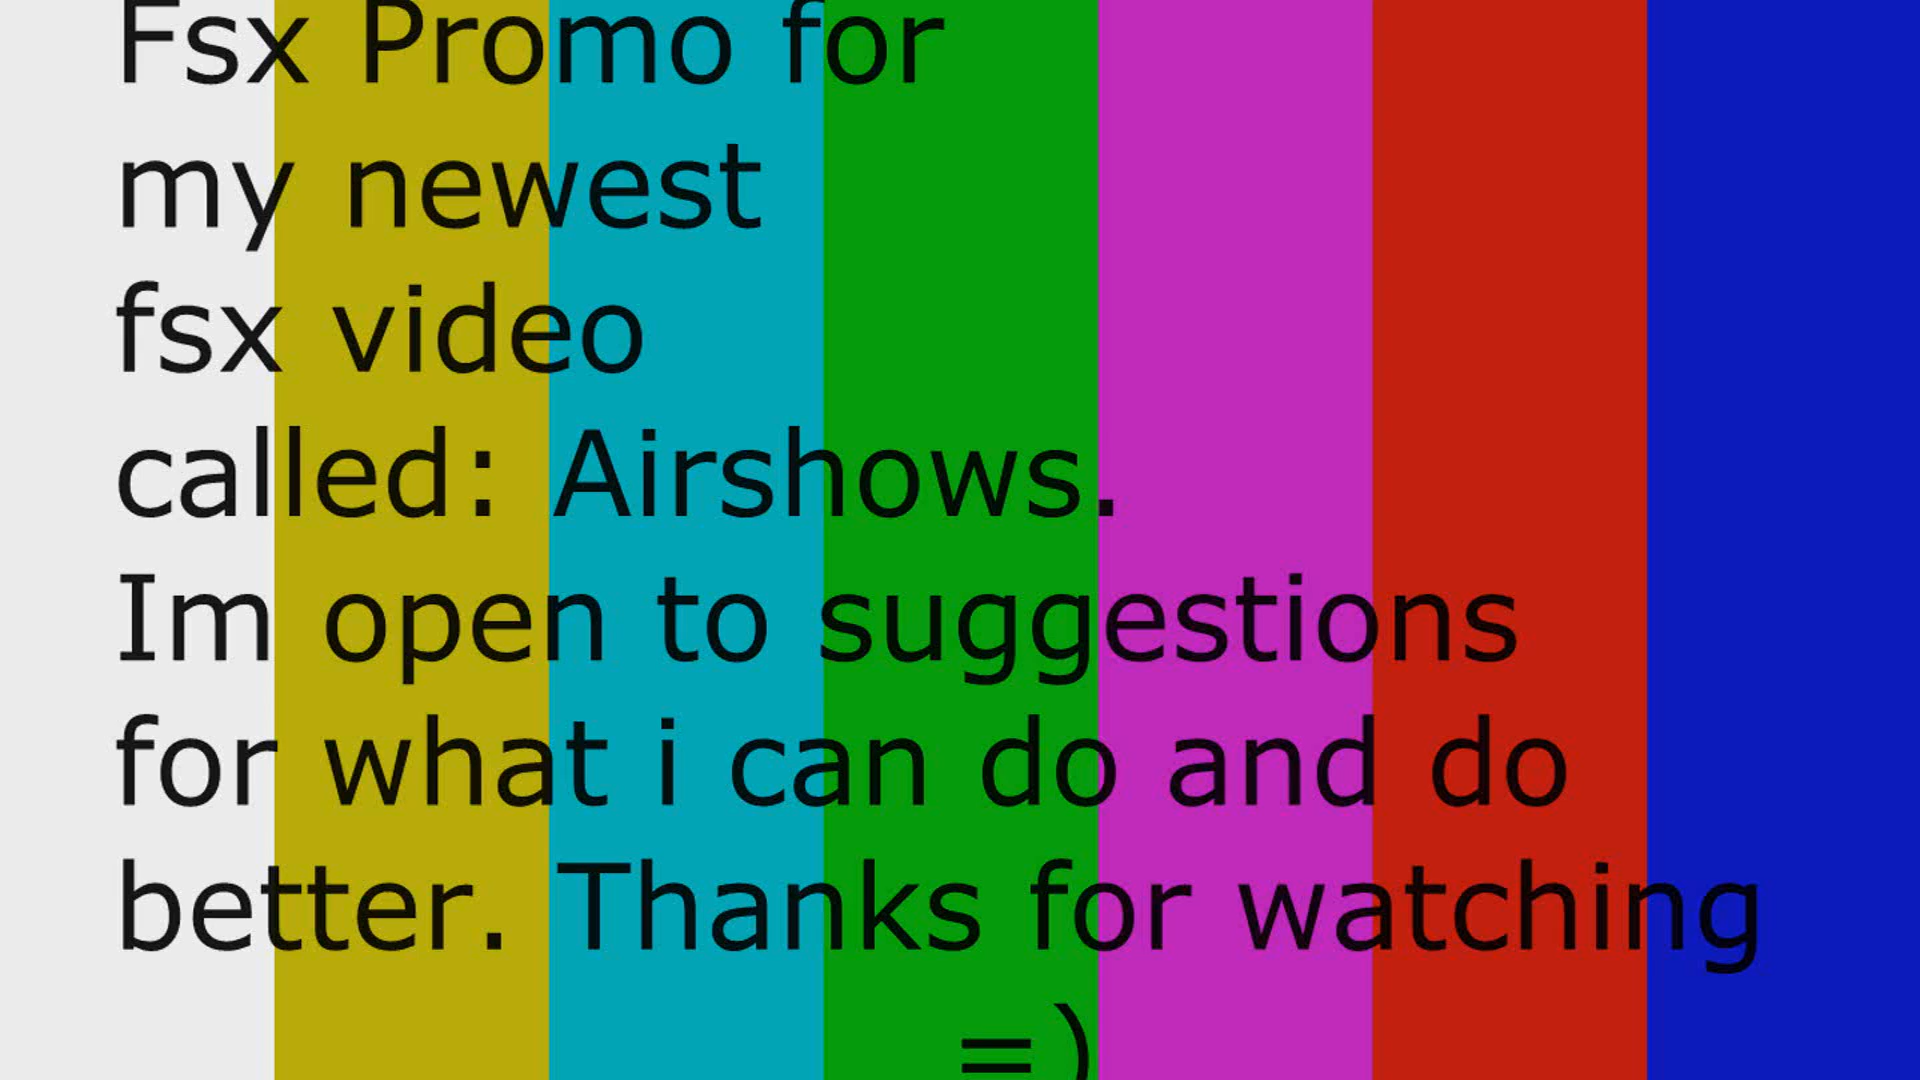 Fsx Promo for
my newest
fsx video
called: Airshows.
Im open to suggestions
for what i can do and do
better. Thanks for watching
=)